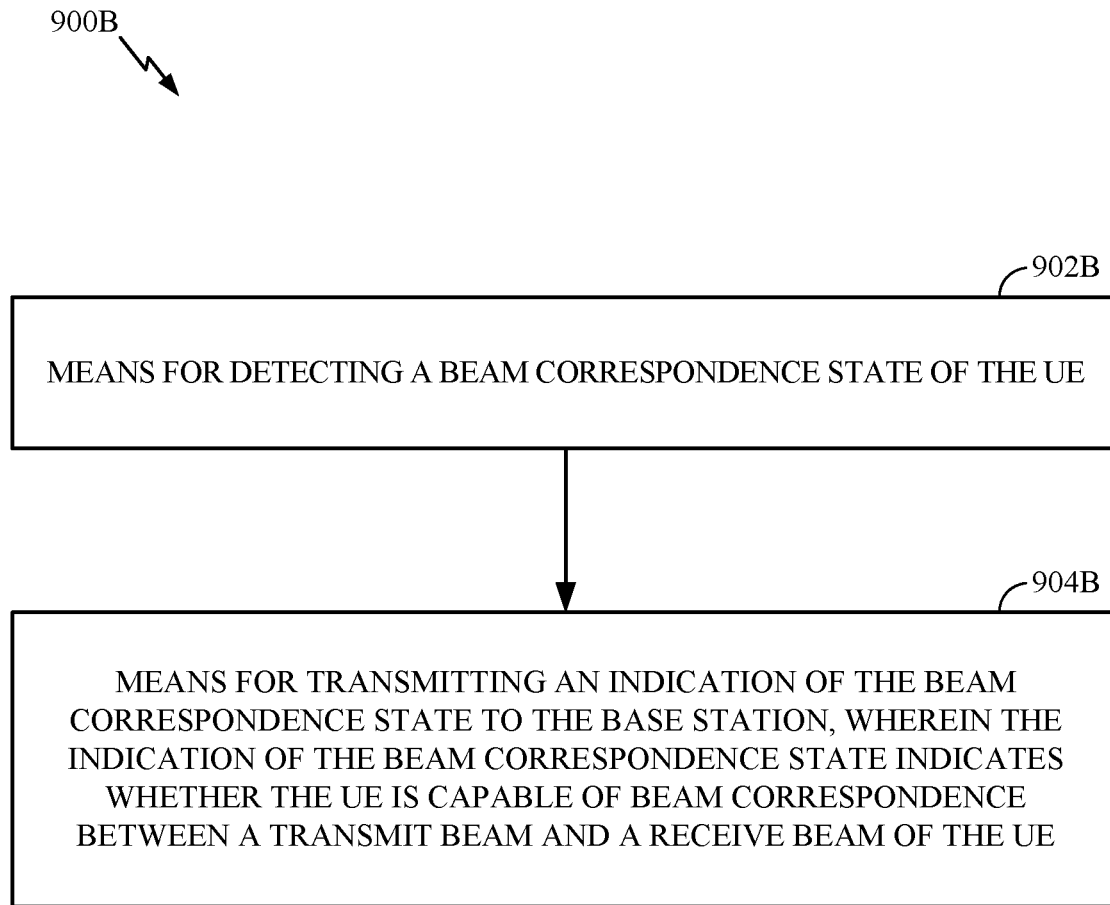 900B
902B
MEANS FOR DETECTING A BEAM CORRESPONDENCE STATE OF THE UE
904B
MEANS FOR TRANSMITTING AN INDICATION OF THE BEAM
CORRESPONDENCE STATE TO THE BASE STATION, WHEREIN THE
INDICATION OF THE BEAM CORRESPONDENCE STATE INDICATES
WHETHER THE UE IS CAPABLE OF BEAM CORRESPONDENCE
BETWEEN A TRANSMIT BEAM AND A RECEIVE BEAM OF THE UE